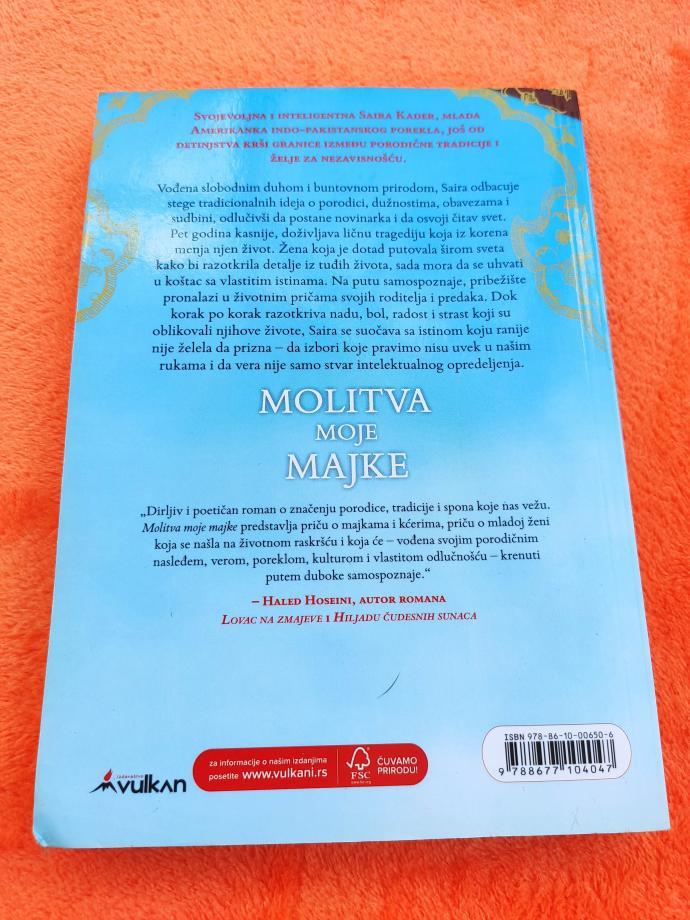 Svojevoljna i inteligentna Saira Kader, mlada
Amerikanka indo-pakistanskog porekla, još od
detinjstva krši granice između porodične tradicije i
želje za nezavisnošću.
Vođena slobodnim duhom i buntovnom prirodom, Saira odbacuje
stege tradicionalnih ideja o porodici, dužnostima, obavezama i
sudbini, odlučivši da postane novinarka i da osvoji čitav svet.
Pet godina kasnije, doživljava ličnu tragediju koja iz korena
menja njen život. Žena koja je dotad putovala širom sveta
kako bi razotkrila detalje iz tuđih života, sada mora da se uhvati
u koštac sa vlastitim istinama. Na putu samospoznaje, pribežište
pronalazi u životnim pričama svojih roditelja i predaka. Dok
korak po korak razotkriva nadu, bol, radost i strast koji su
oblikovali njihove živote, Saira se suočava sa istinom koju ranije
nije želela da prizna – da izbori koje pravimo nisu uvek u našim
rukama i da vera nije samo stvar intelektualnog opredeljenja.
MOLITVA
MOJE
MAJKE
„Dirljiv i poetičan roman o značenju porodice, tradicije i spona koje nas vežu.
Molitva moje majke predstavlja priču o majkama i kćerima, priču o mladoj ženi
koja se našla na životnom raskršću i koja će – vođena svojim porodičnim
nasleđem, verom, poreklom, kulturom i vlastitom odlučnošću – krenuti
putem duboke samospoznaje.“
– Haled Hoseini, autor romana
Lovac na zmajeve i Hiljadu čudesnih sunaca
izdavaštvo
vulkan
za informacije o našim izdanjima
posetite www.vulkani.rs
FSC
ČUVAMO
PRIRODU!
ISBN 978-86-10-00650-6
9 788677 104047